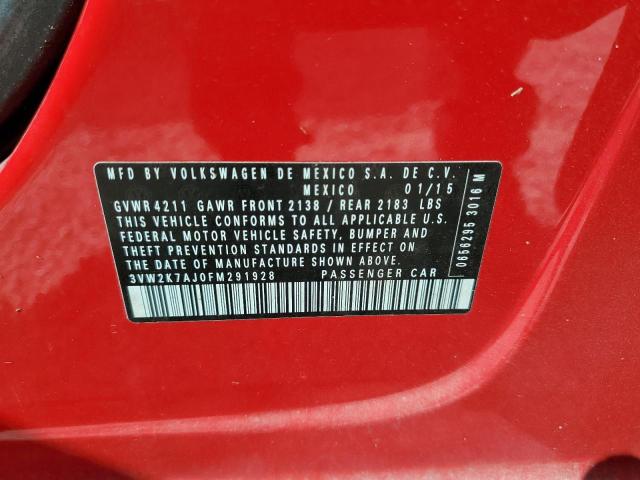 MFD BY VOLKSWAGEN DE MEXICO S.A. DE C.V.
MEXICO 01/15
GVWR 4211 GAWR FRONT 2138 / REAR 2183 LBS
THIS VEHICLE CONFORMS TO ALL APPLICABLE U.S.
FEDERAL MOTOR VEHICLE SAFETY, BUMPER AND
THEFT PREVENTION STANDARDS IN EFFECT ON
THE DATE OF MANUFACTURE SHOWN ABOVE.
3VW2K7AJ0FM291928 PASSENGER CAR
0656295 3016 M